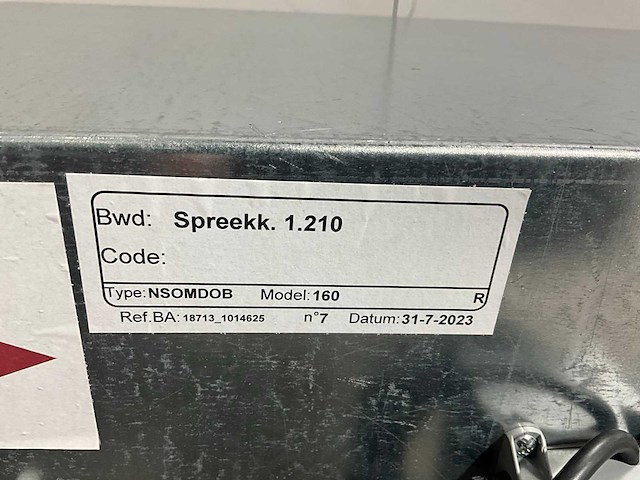 Bwd: Spreekk. 1.210
Code:
Type: NSOMDOB Model: 160 R
Ref.BA: 18713_1014625 n°7 Datum: 31-7-2023